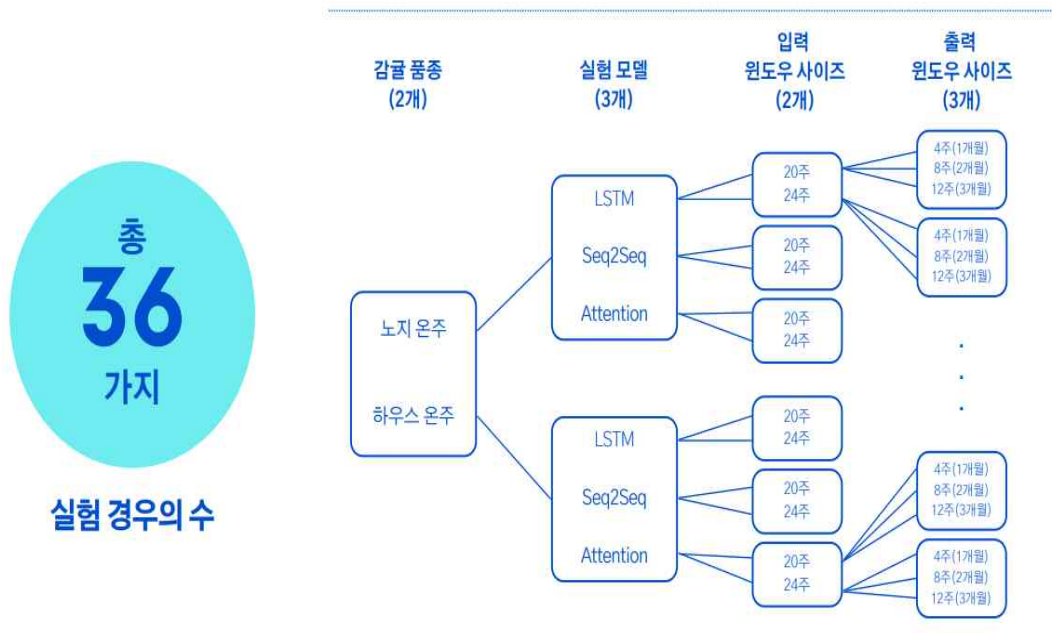 총
36
가지
실험 경우의 수
감귤 품종
(2개)
실험 모델
(3개)
입력
윈도우 사이즈
(2개)
출력
윈도우 사이즈
(3개)
노지 온주
하우스 온주
LSTM
Seq2Seq
Attention
LSTM
Seq2Seq
Attention
20주
24주
20주
24주
20주
24주
20주
24주
20주
24주
20주
24주
4주(1개월)
8주(2개월)
12주(3개월)
4주(1개월)
8주(2개월)
12주(3개월)
.
.
.
4주(1개월)
8주(2개월)
12주(3개월)
4주(1개월)
8주(2개월)
12주(3개월)